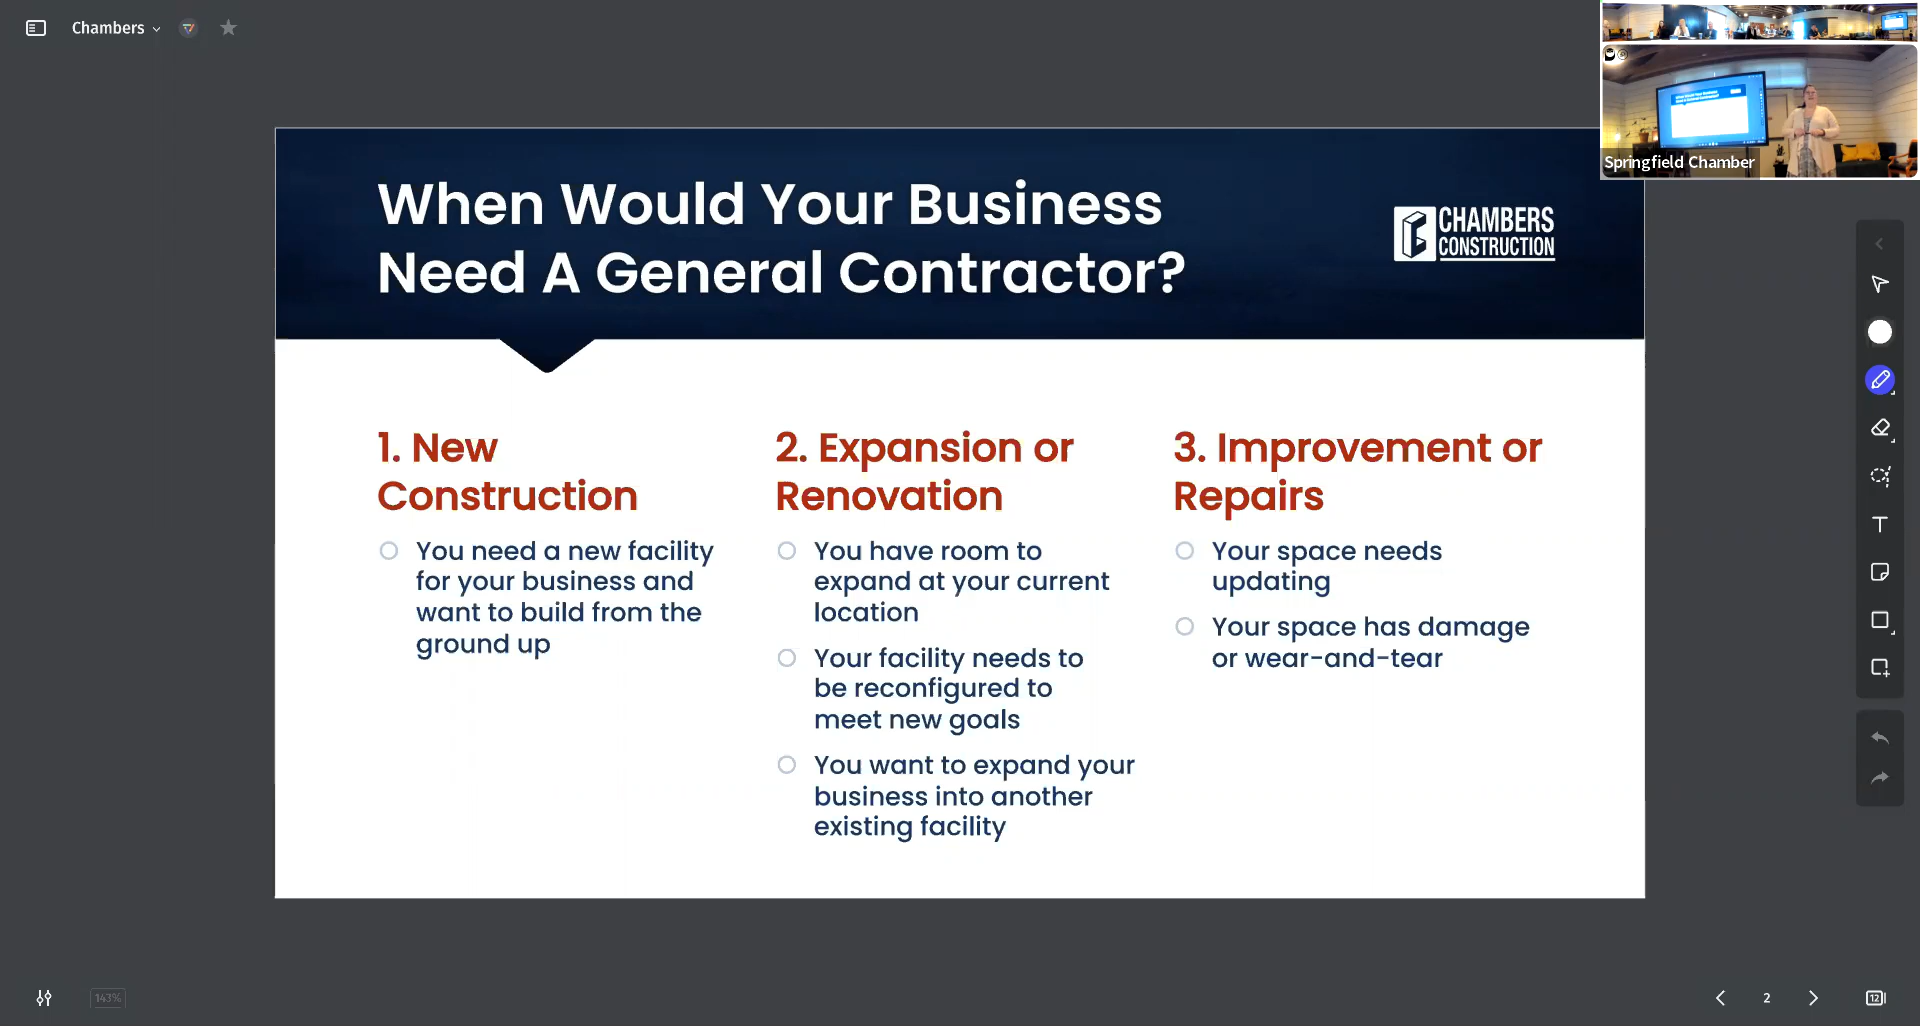 Chambers
Springfield Chamber
When Would Your Business
Need A General Contractor?
CHAMBERS
CONSTRUCTION
1. New
Construction
You need a new facility
for your business and
want to build from the
ground up
2. Expansion or
Renovation
You have room to
expand at your current
location
Your facility needs to
be reconfigured to
meet new goals
You want to expand your
business into another
existing facility
3. Improvement or
Repairs
Your space needs
updating
Your space has damage
or wear-and-tear
T
143%
2
12